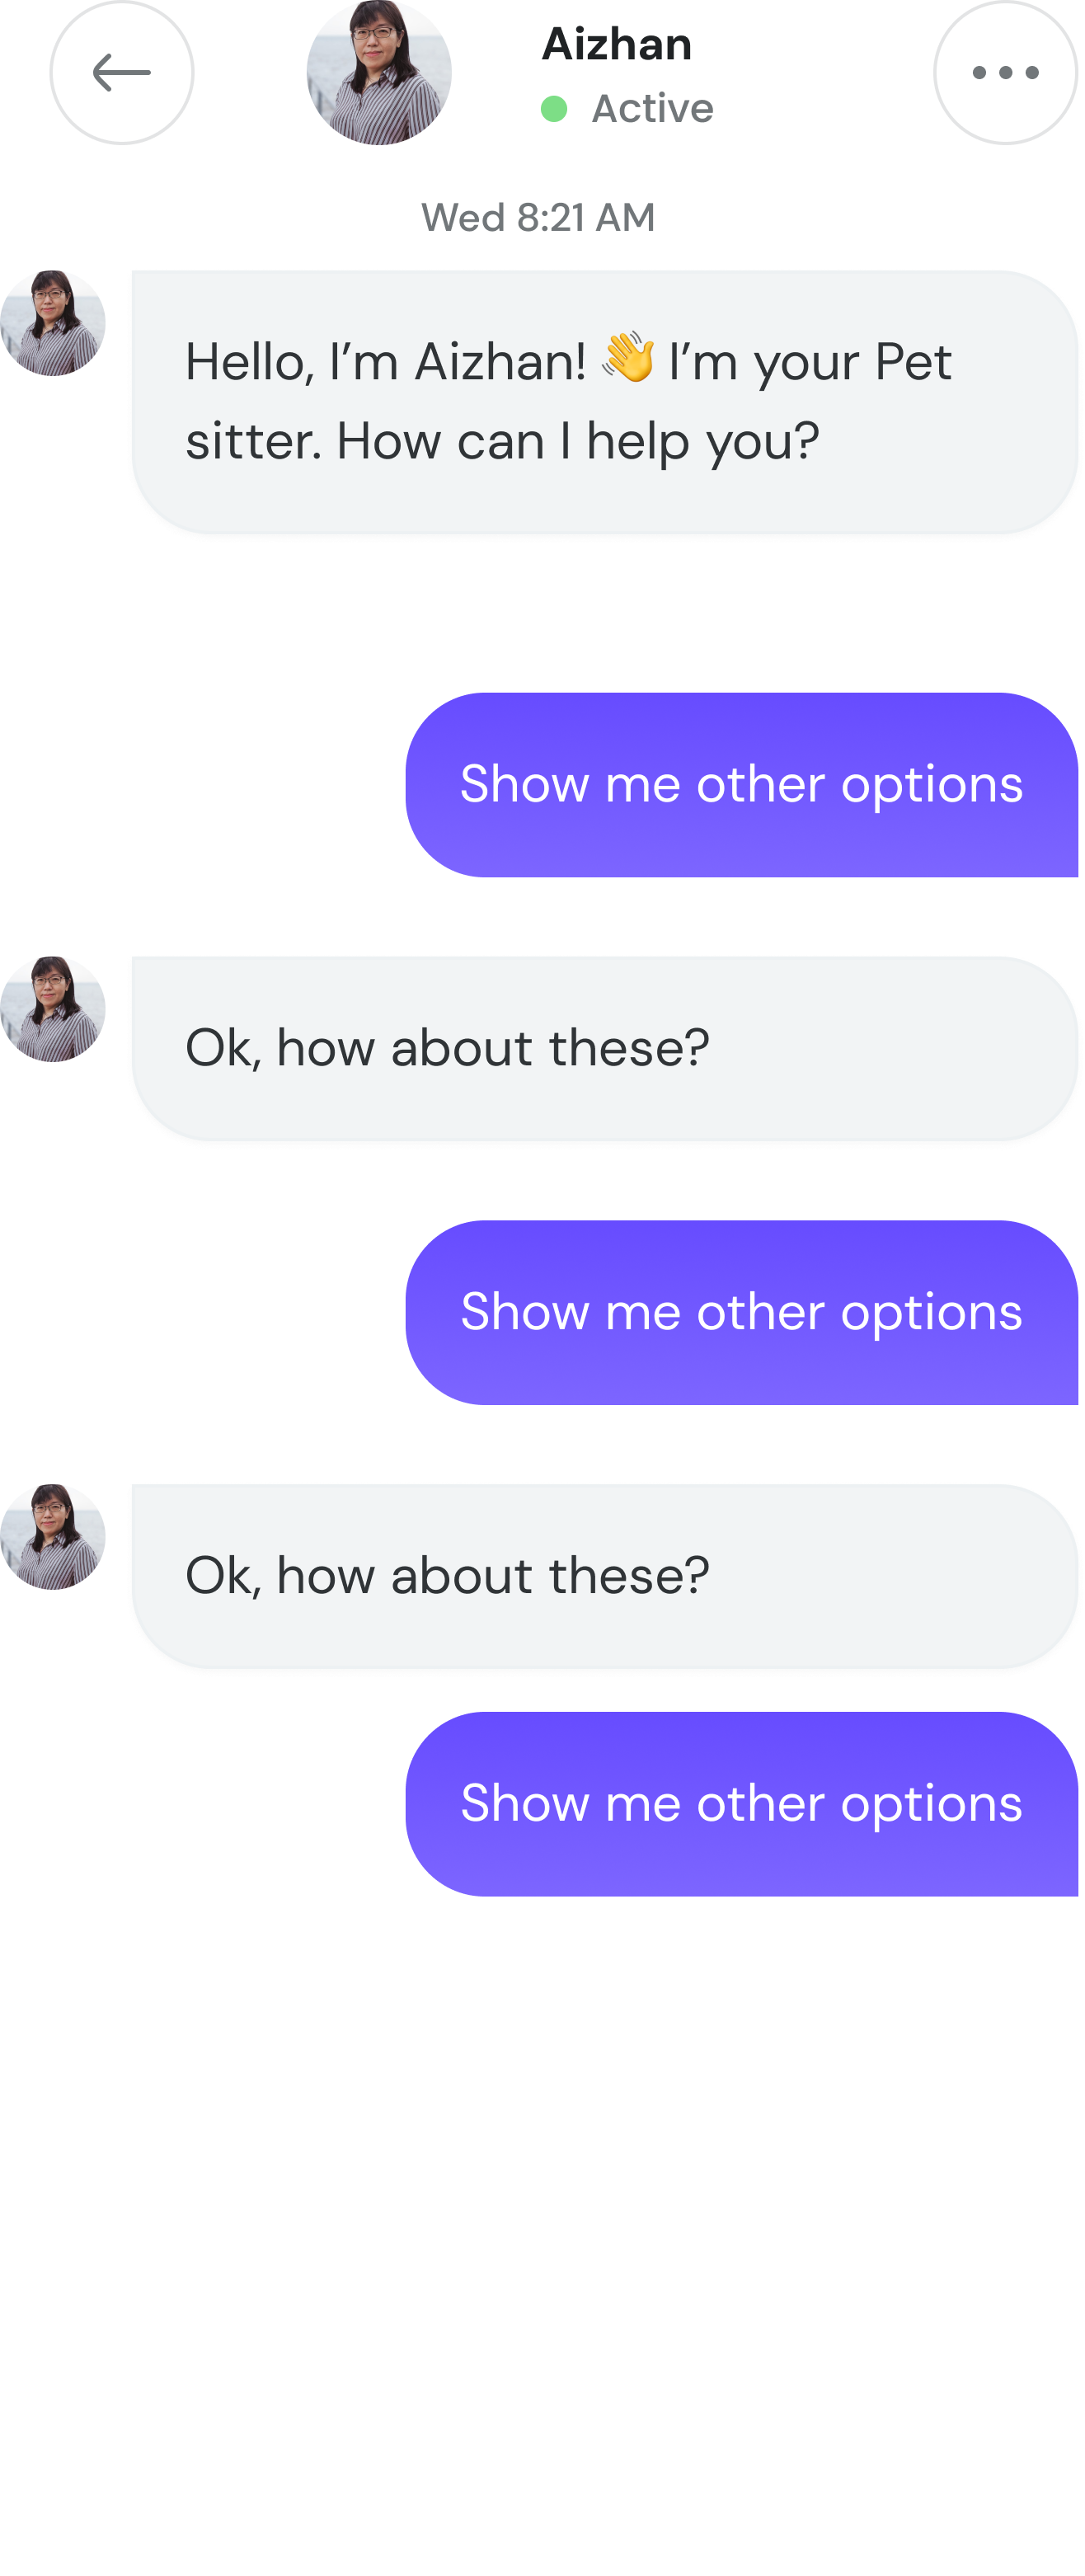 Aizhan
Active
Wed 8:21 AM
Hello, I’m Aizhan! 👋 I’m your Pet
sitter. How can I help you?
Show me other options
Ok, how about these?
Show me other options
Ok, how about these?
Show me other options